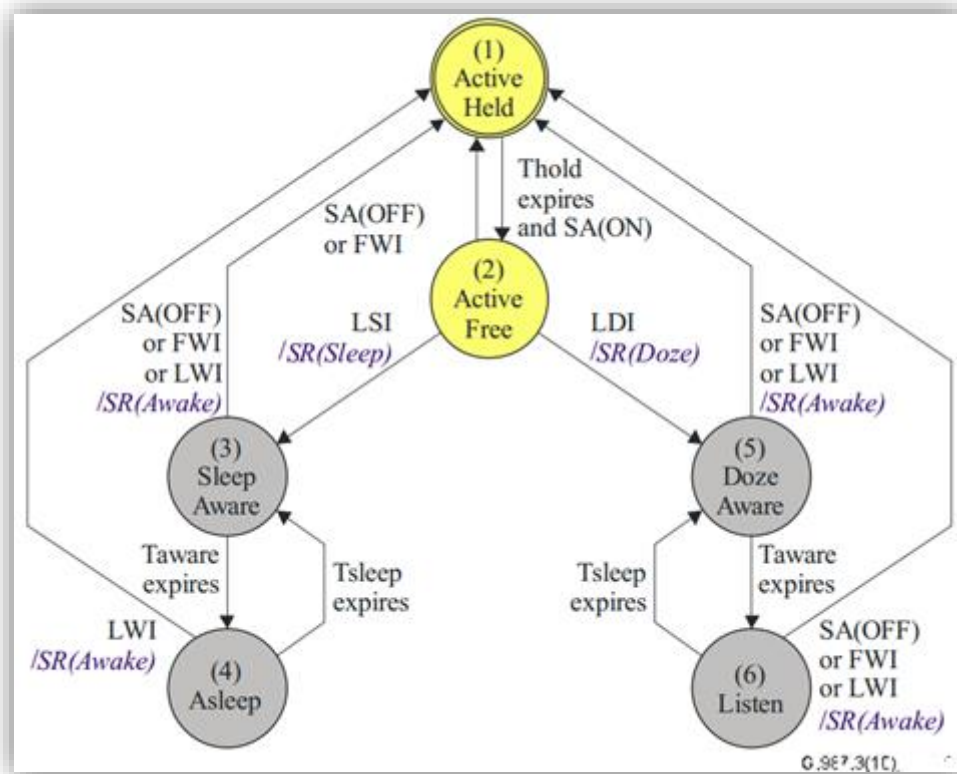 (1)
Active
Held
Thold
expires
and SA(ON)
SA(OFF)
or FWI
(2)
Active
Free
SA(OFF)
or FWI
or LWI
/SR(Awake)
LSI
/SR(Sleep)
LDI
/SR(Doze)
SA(OFF)
or FWI
or LWI
/SR(Awake)
(3)
Sleep
Aware
(5)
Doze
Aware
Taware
expires
Tsleep
expires
Tsleep
expires
Taware
expires
LWI
/SR(Awake)
(4)
Asleep
(6)
Listen
SA(OFF)
or FWI
or LWI
/SR(Awake)